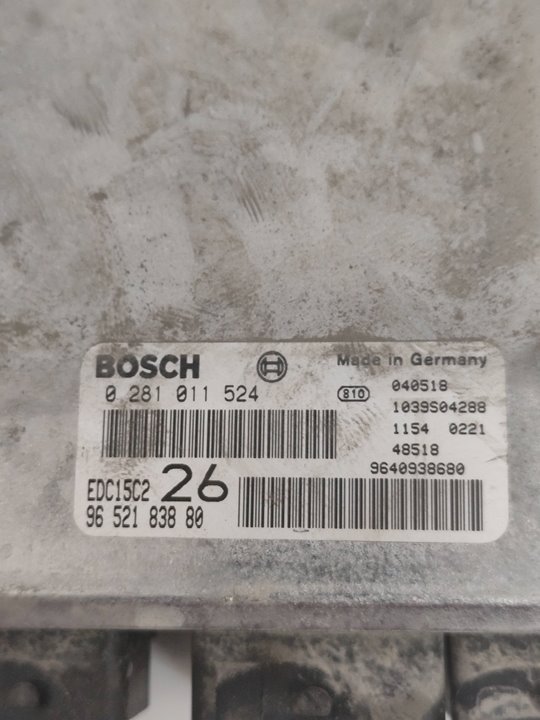 BOSCH
Made in Germany
0 281 011 524
810
040518
1039S04288
1154 0221
48518
9640938680
EDC15C2 26
96 521 838 80